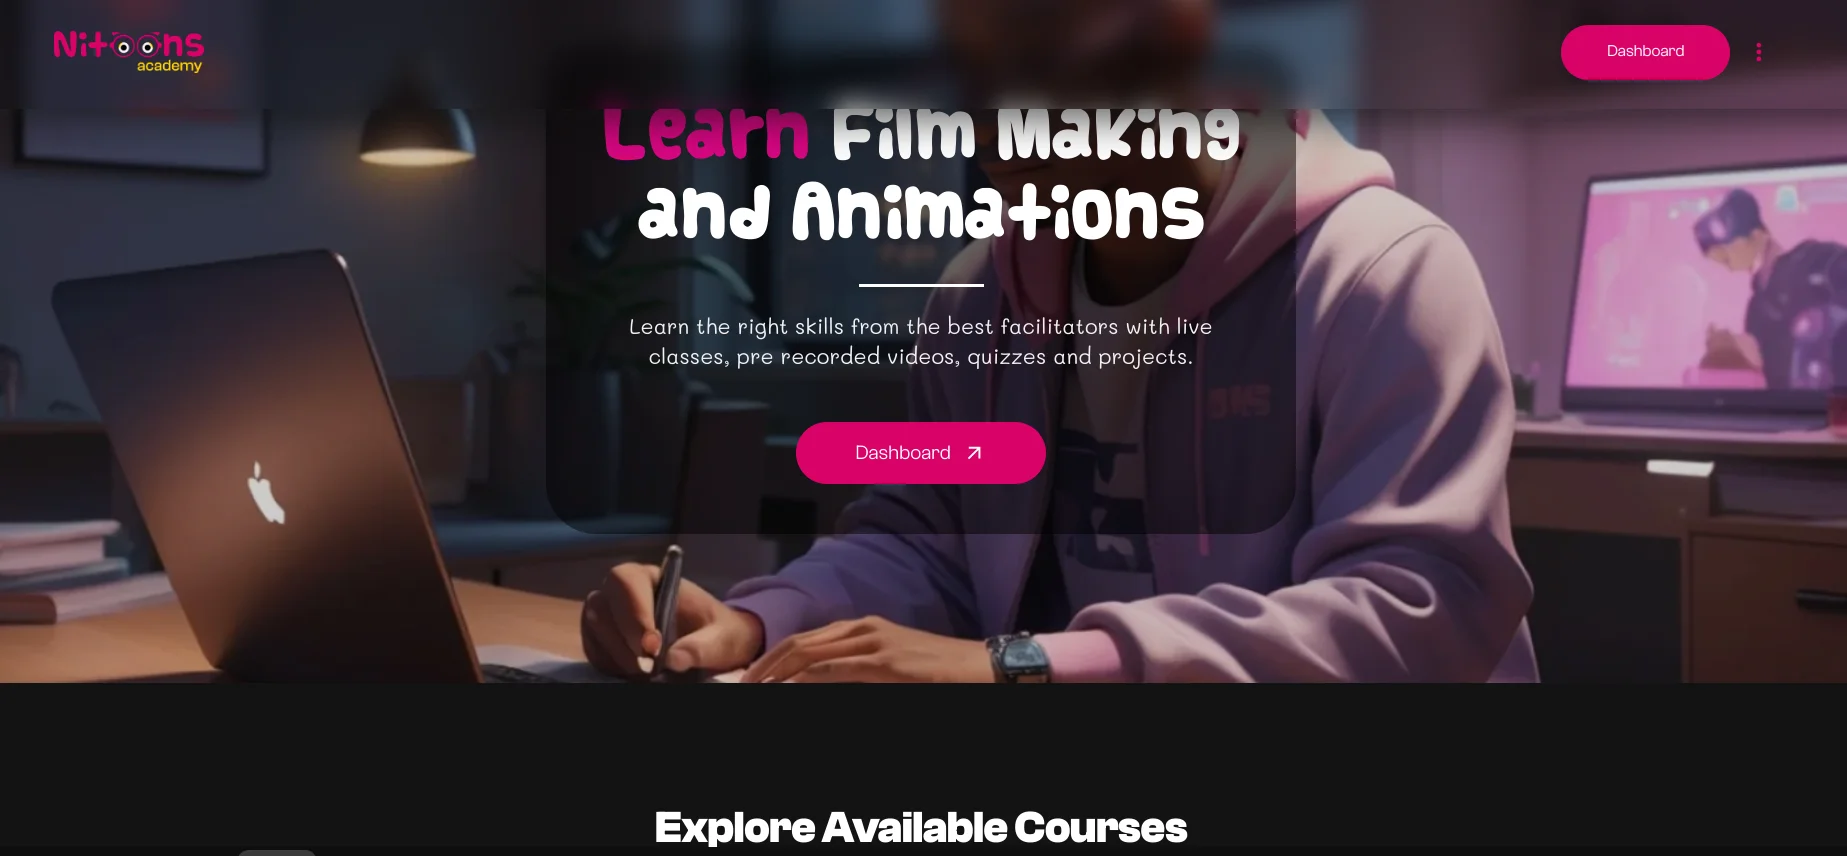 Nitoons
academy
Dashboard
Learn Film Making
and Animations
Learn the right skills from the best facilitators with live
classes, pre recorded videos, quizzes and projects.
Dashboard
Explore Available Courses